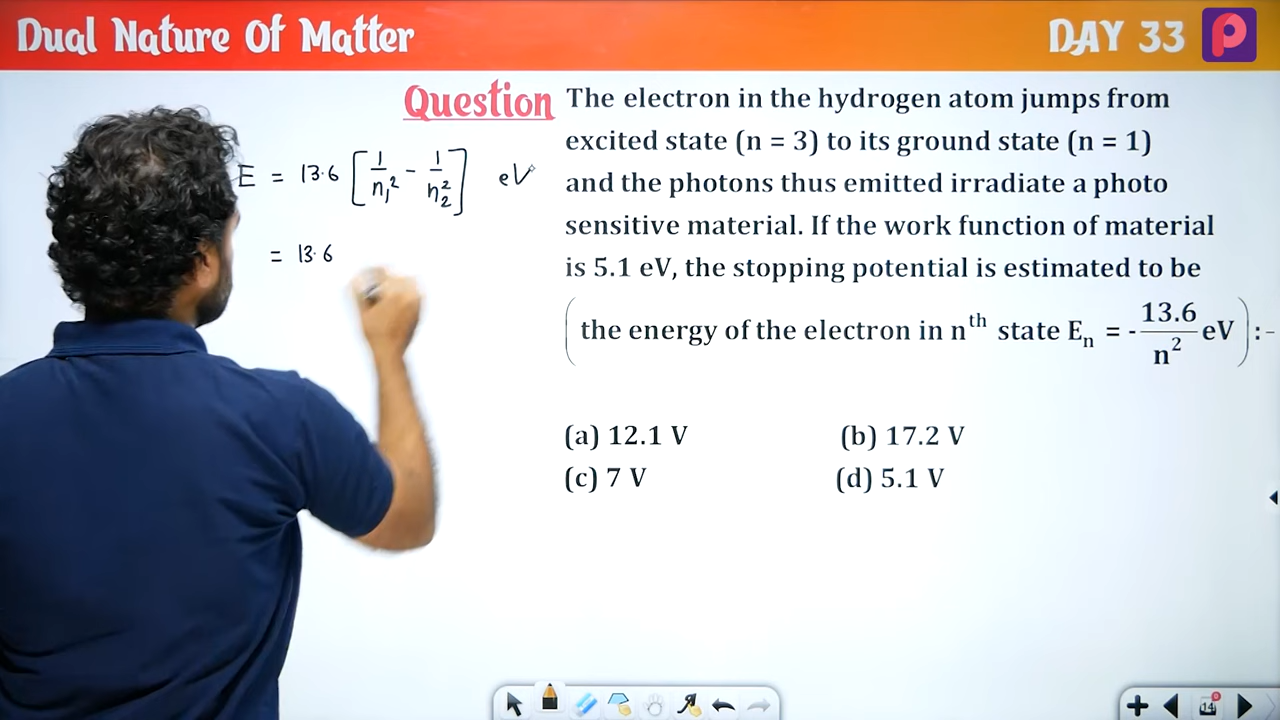 Dual Nature Of Matter
DAY 33
Question
The electron in the hydrogen atom jumps from
excited state (n = 3) to its ground state (n = 1)
and the photons thus emitted irradiate a photo
sensitive material. If the work function of material
is 5.1 eV, the stopping potential is estimated to be
(the energy of the electron in nᵗʰ state Eₙ = -13.6/n² eV) :-
(a) 12.1 V (b) 17.2 V
(c) 7 V (d) 5.1 V
E = 13.6 [1/n₁² - 1/n₂²] eV
= 13.6
14